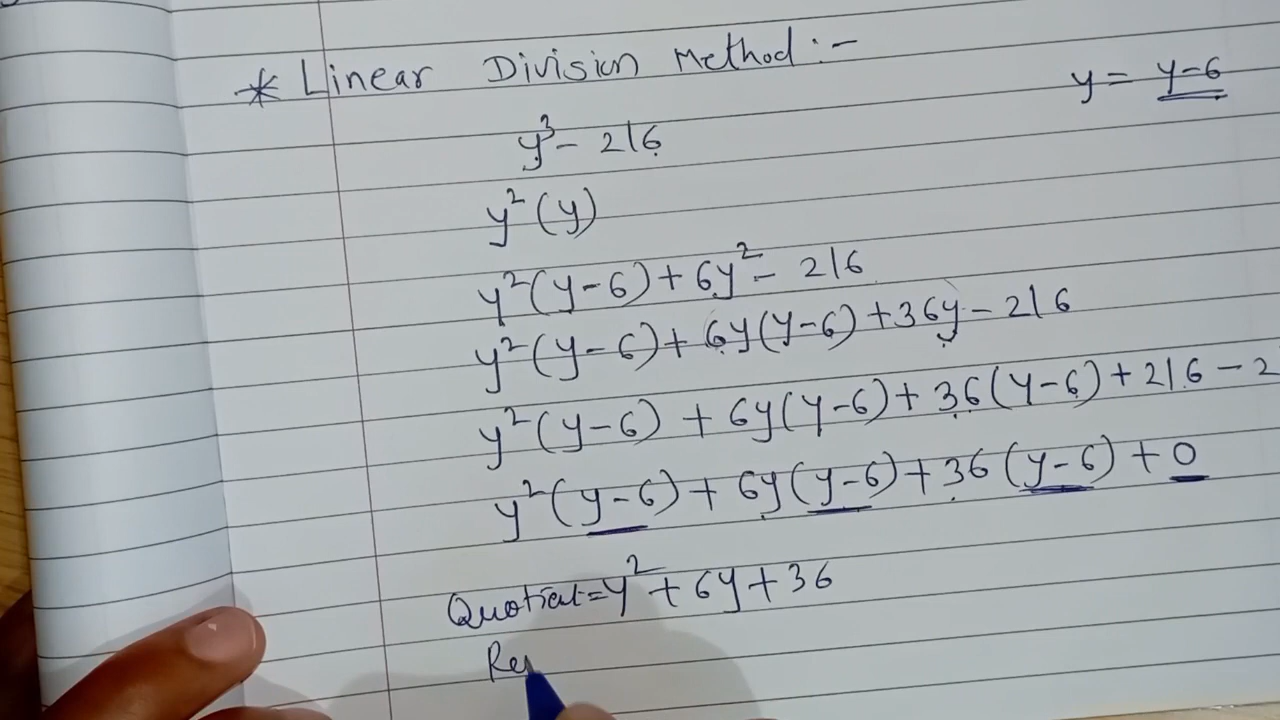 * Linear Division Method :-
y = y-6
y³ - 216
y² (y)
y²(y-6) + 6y² - 216
y²(y-6) + 6y(y-6) + 36y - 216
y²(y-6) + 6y(y-6) + 36(y-6) + 216 - 2
y²(y-6) + 6y(y-6) + 36(y-6) + 0
Quotient = y² + 6y + 36
Re